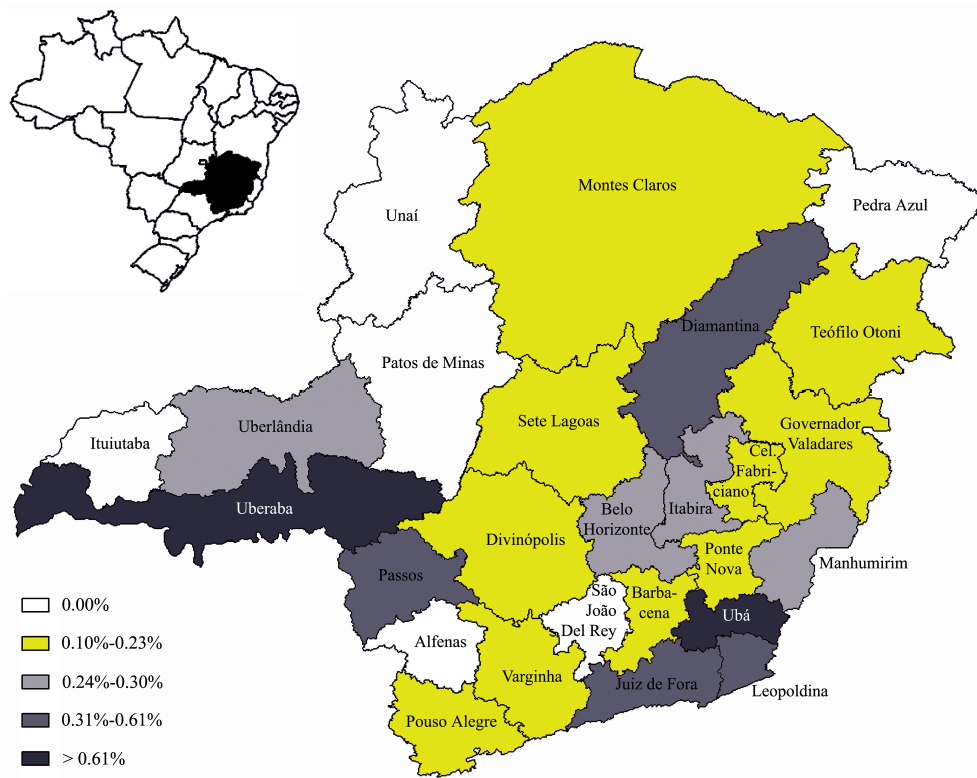 Montes Claros
Unaí
Pedra Azul
Diamantina
Teófilo Otoni
Patos de Minas
Uberlândia
Ituiutaba
Sete Lagoas
Governador
Valadares
Cel.
Fabri-
ciano
Uberaba
Belo
Horizonte
Itabira
Divinópolis
Ponte
Nova
Manhumirim
Passos
São
João
Del Rey
Barba-
cena
Ubá
Alfenas
Varginha
Juiz de Fora
Leopoldina
Pouso Alegre
0.00%
0.10%-0.23%
0.24%-0.30%
0.31%-0.61%
> 0.61%